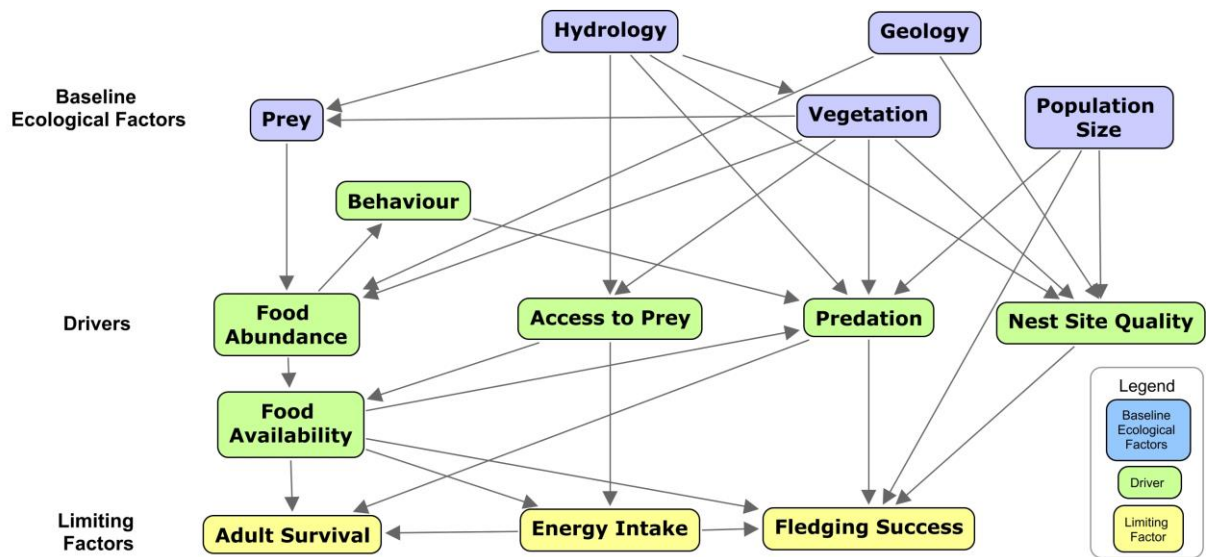 Hydrology
Geology
Baseline
Ecological Factors
Prey
Vegetation
Population
Size
Behaviour
Drivers
Food
Abundance
Access to Prey
Predation
Nest Site Quality
Food
Availability
Legend
Baseline
Ecological
Factors
Driver
Limiting
Factor
Limiting
Factors
Adult Survival
Energy Intake
Fledging Success